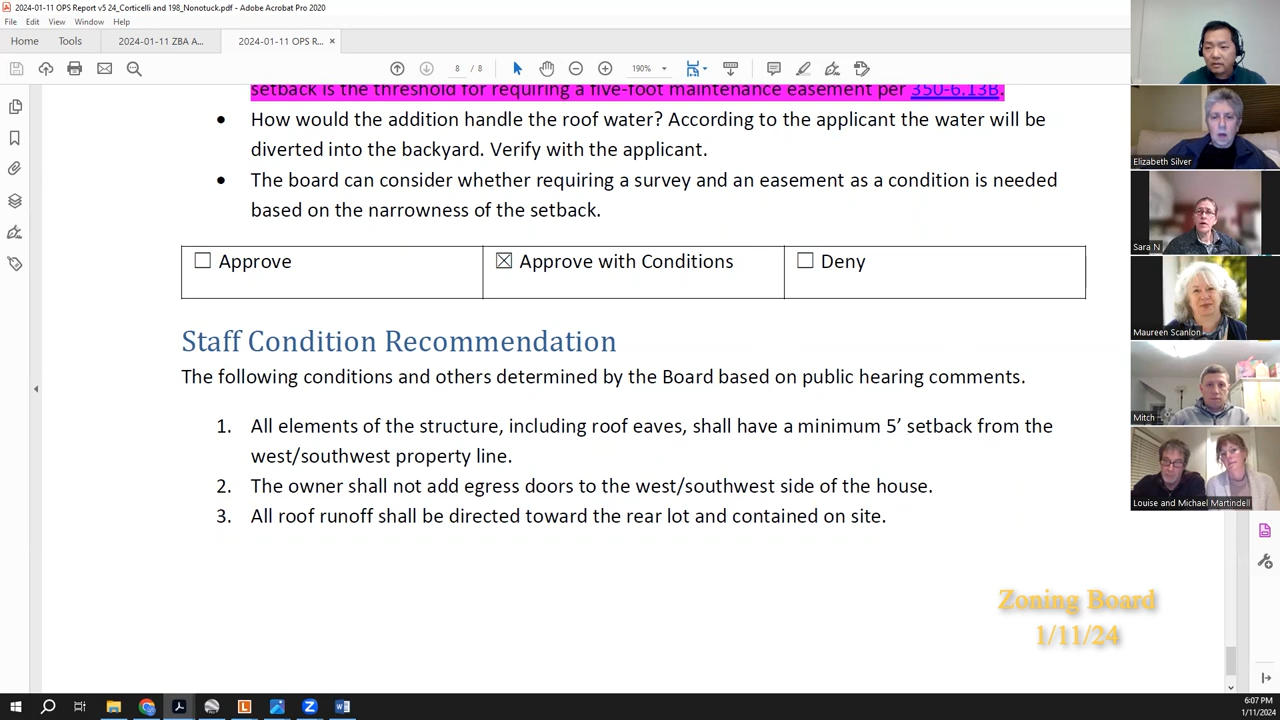 2024-01-11 OPS Report v5 24_Corticelli and 198_Nonotuck.pdf - Adobe Acrobat Pro 2020
File Edit View Window Help
Home Tools 2024-01-11 ZBA A... 2024-01-11 OPS R... ×
8 / 8 190%
setback is the threshold for requiring a five-foot maintenance easement per 350-6.13B.
• How would the addition handle the roof water? According to the applicant the water will be
diverted into the backyard. Verify with the applicant.
• The board can consider whether requiring a survey and an easement as a condition is needed
based on the narrowness of the setback.
☐ Approve ☒ Approve with Conditions ☐ Deny
Staff Condition Recommendation
The following conditions and others determined by the Board based on public hearing comments.
1. All elements of the structure, including roof eaves, shall have a minimum 5’ setback from the
west/southwest property line.
2. The owner shall not add egress doors to the west/southwest side of the house.
3. All roof runoff shall be directed toward the rear lot and contained on site.
Elizabeth Silver
Sara N
Maureen Scanlon
Mitch
Louise and Michael Martindell
Zoning Board
1/11/24
6:07 PM
1/11/2024